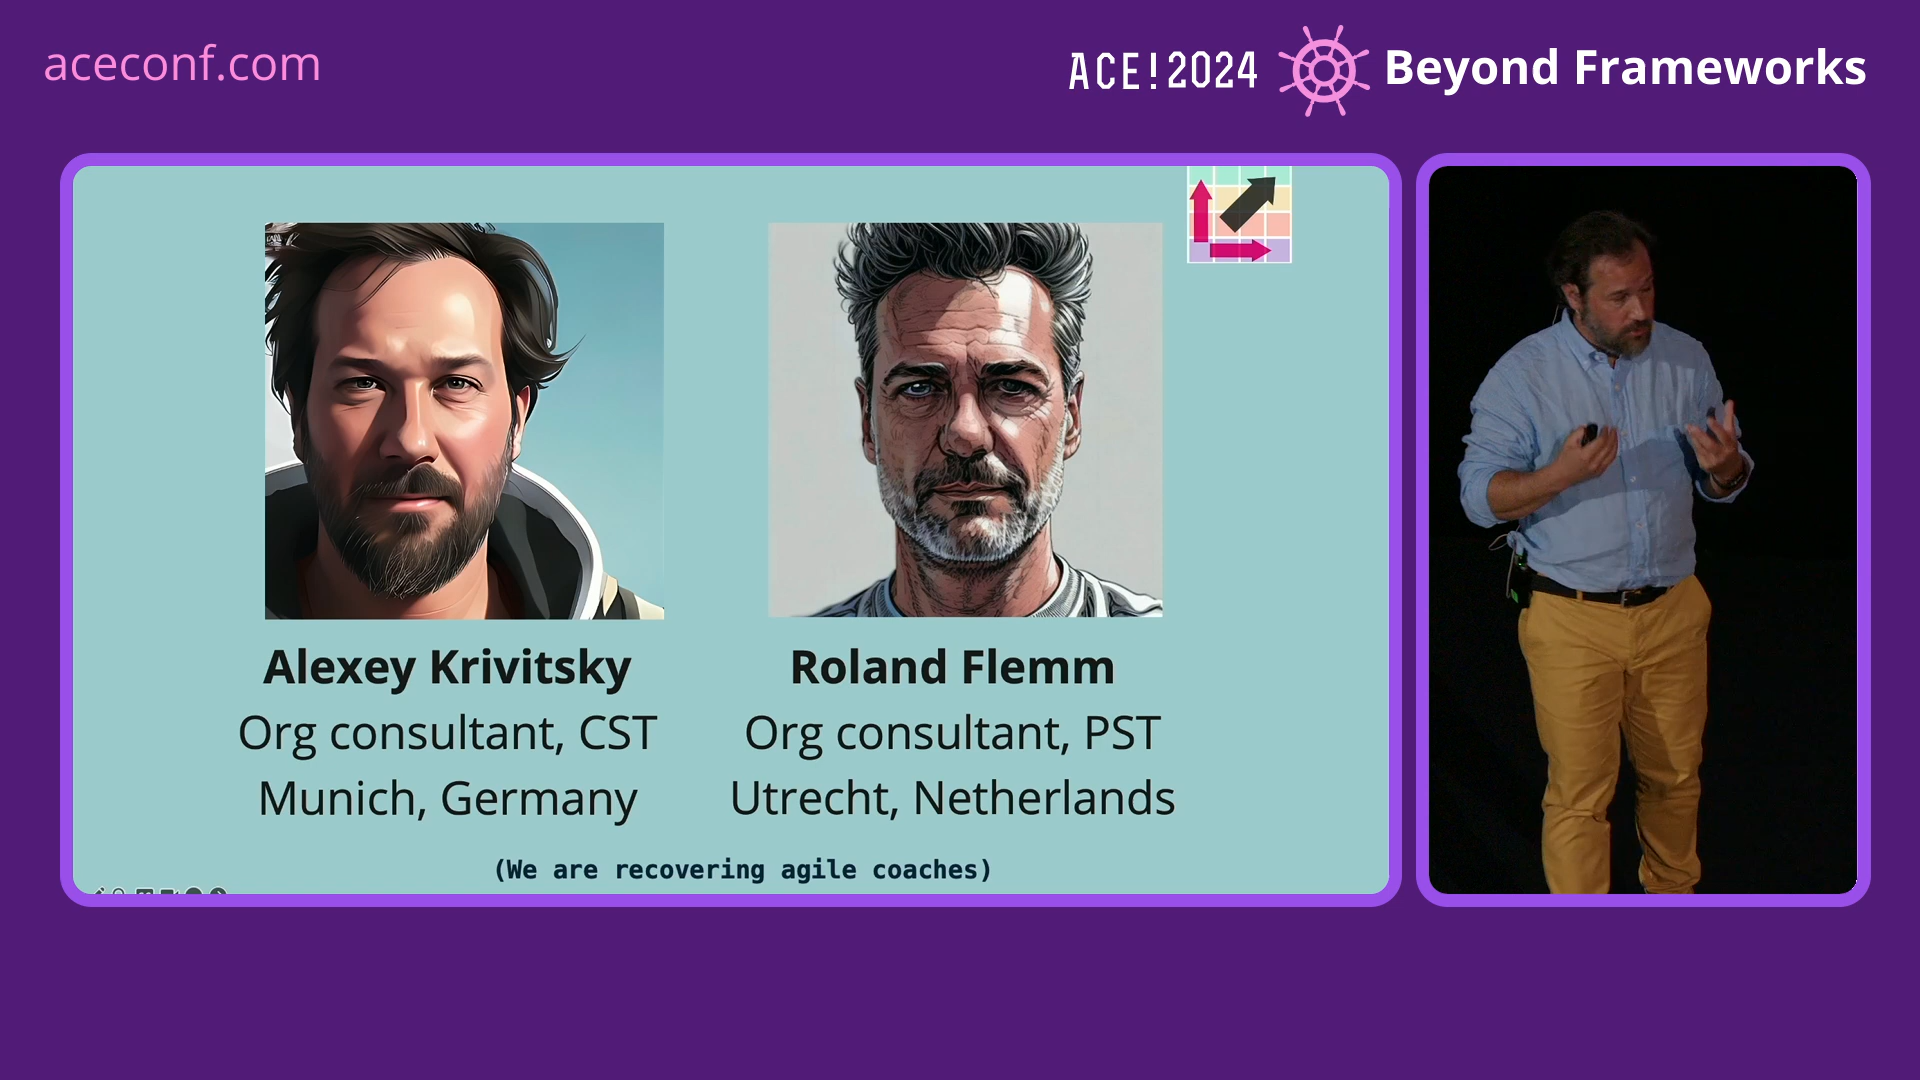 aceconf.com
ACE!2024 Beyond Frameworks
Alexey Krivitsky
Org consultant, CST
Munich, Germany
Roland Flemm
Org consultant, PST
Utrecht, Netherlands
(We are recovering agile coaches)